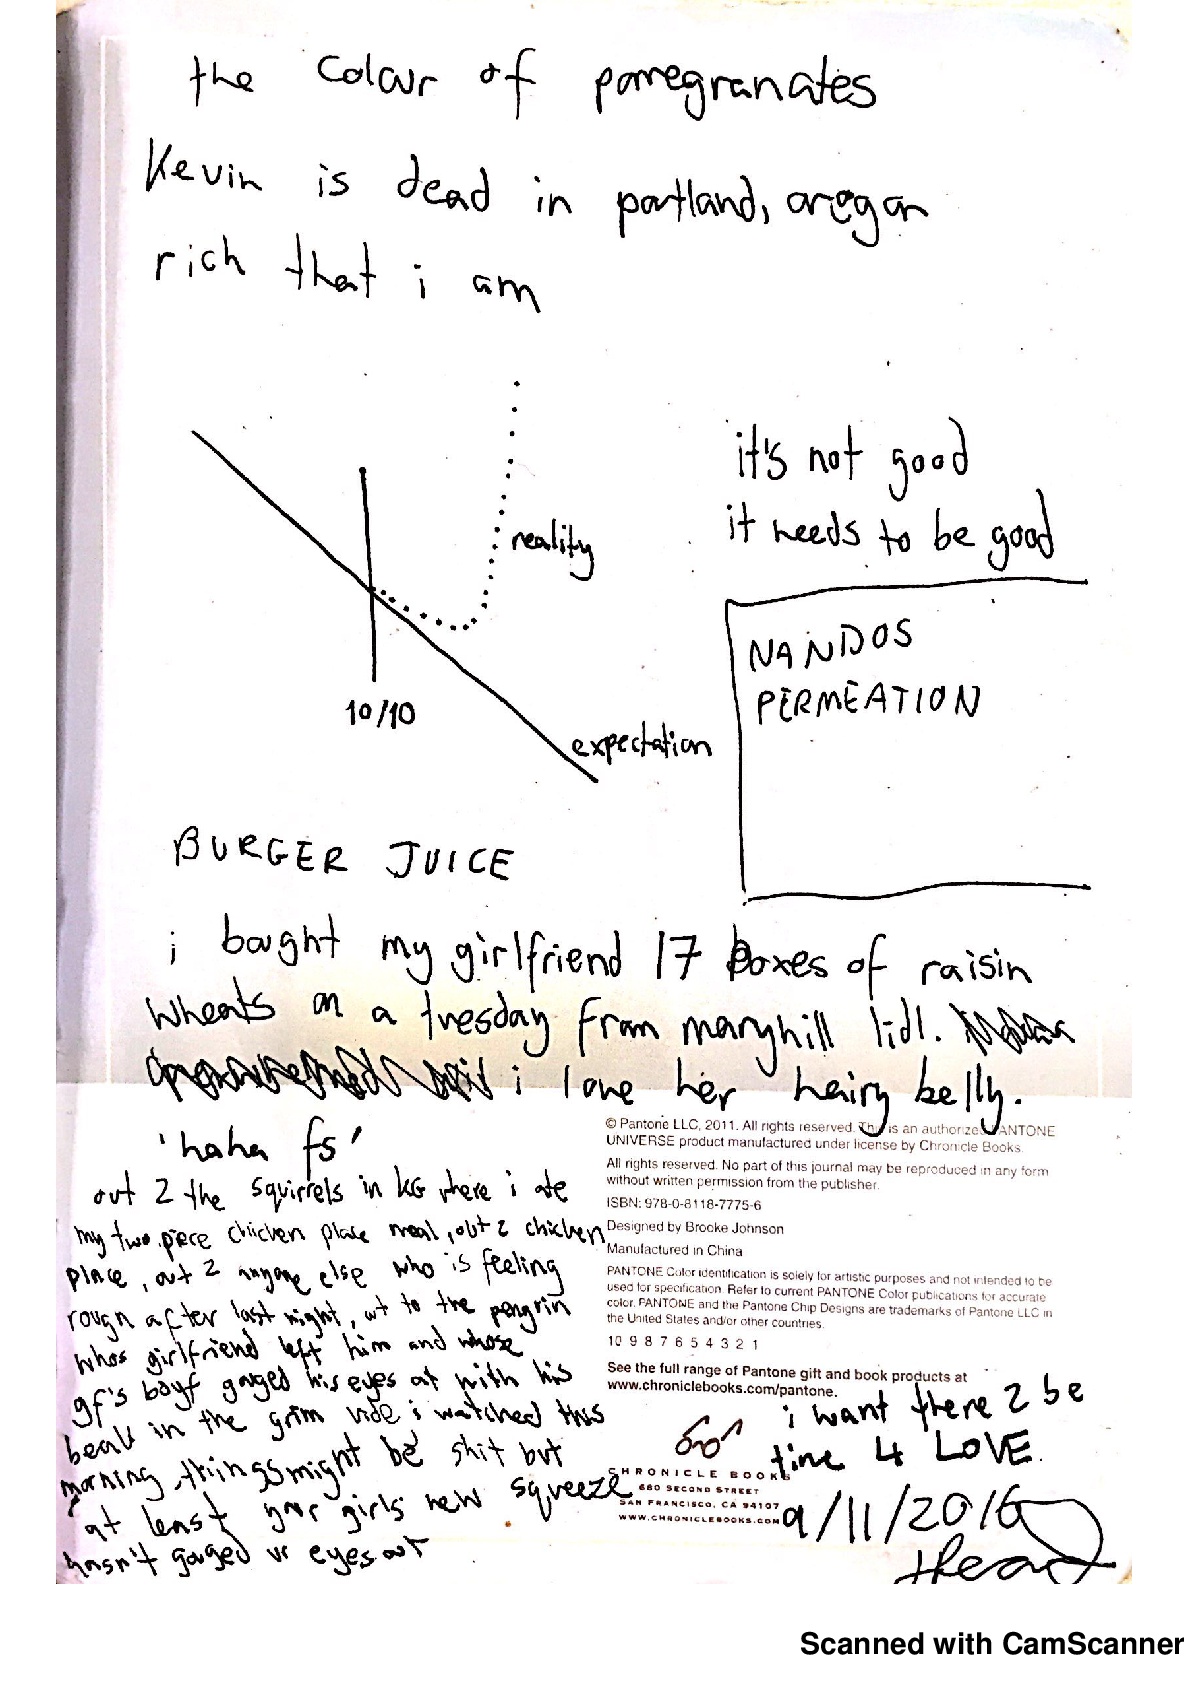 the colour of pomegranates
Kevin is dead in portland, oregon
rich that i am
it's not good
it needs to be good
reality
NANDOS
PERMEATION
10/10
expectation
BURGER JUICE
i bought my girlfriend 17 boxes of raisin
wheats on a tuesday from maryhill lidl.
i love her hairy belly.
'haha fs'
out 2 the squirrels in KG where i ate
my two piece chicken place meal, out 2 chicken
place, out 2 anyone else who is feeling
rough after last night, out to the pengrin
whos girlfriend left him and whose
gf's boyf gouged his eyes out with his
beak in the grim vide i watched this
morning, things might be shit but
at least your girls new squeeze
hasn't gouged ur eyes out
© Pantone LLC, 2011. All rights reserved. This is an authorized PANTONE
UNIVERSE product manufactured under license by Chronicle Books.
All rights reserved. No part of this journal may be reproduced in any form
without written permission from the publisher.
ISBN: 978-0-8118-7775-6
Designed by Brooke Johnson
Manufactured in China
PANTONE Color identification is solely for artistic purposes and not intended to be
used for specification. Refer to current PANTONE Color publications for accurate
color. PANTONE and the Pantone Chip Designs are trademarks of Pantone LLC in
the United States and/or other countries.
10 9 8 7 6 5 4 3 2 1
See the full range of Pantone gift and book products at
www.chroniclebooks.com/pantone.
i want there 2 be
time 4 LOVE.
CHRONICLE BOOKS
680 SECOND STREET
SAN FRANCISCO, CA 94107
WWW.CHRONICLEBOOKS.COM
9/11/2016
Scanned with CamScanner